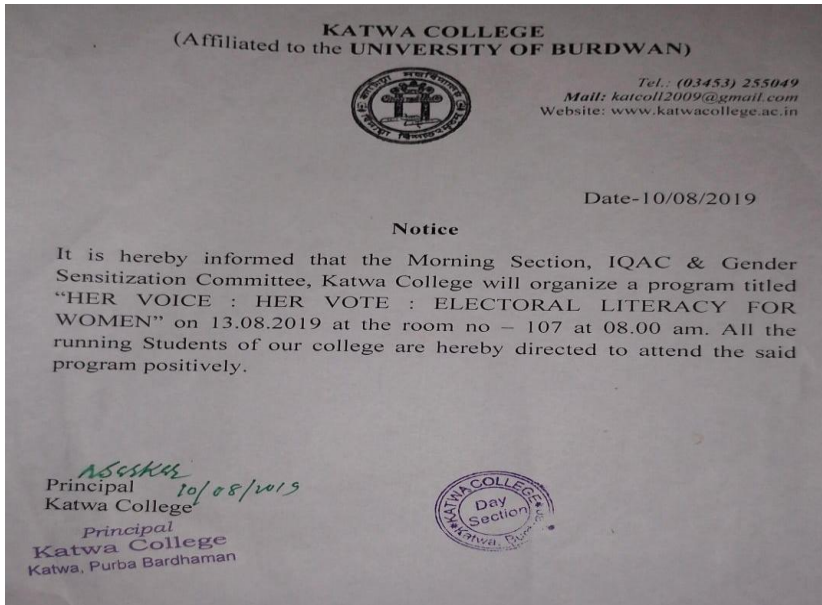 KATWA COLLEGE
(Affiliated to the UNIVERSITY OF BURDWAN)
Tel.: (03453) 255049
Mail: katcoll2009@gmail.com
Website: www.katwacollege.ac.in
Date-10/08/2019
Notice
It is hereby informed that the Morning Section, IQAC & Gender
Sensitization Committee, Katwa College will organize a program titled
“HER VOICE : HER VOTE : ELECTORAL LITERACY FOR
WOMEN” on 13.08.2019 at the room no – 107 at 08.00 am. All the
running Students of our college are hereby directed to attend the said
program positively.
Principal
10/08/2019
Katwa College
Principal
Katwa College
Katwa, Purba Bardhaman
KATWA COLLEGE
Day
Section
Katwa,